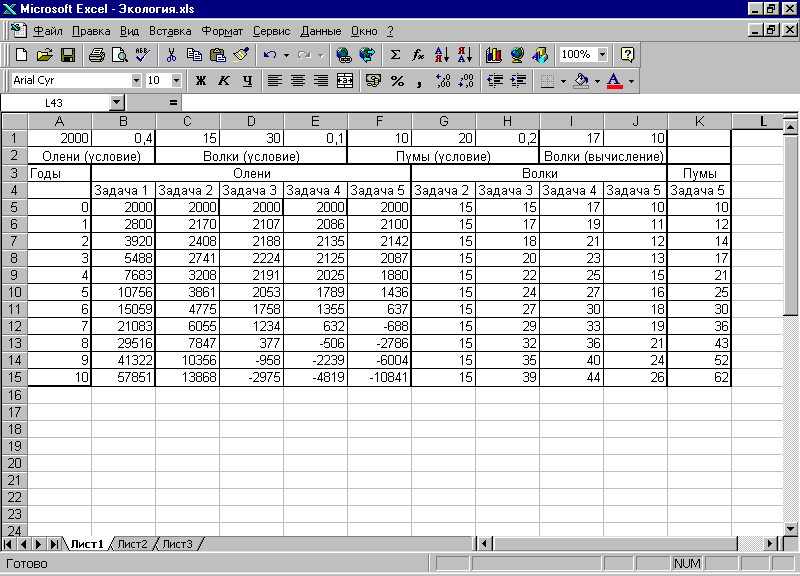 Microsoft Excel - Экология.xls
Файл Правка Вид Вставка Формат Сервис Данные Окно ?
100%
Arial Cyr 10 Ж К Ч
L43 =
A B C D E F G H I J K L
1 2000 0,4 15 30 0,1 10 20 0,2 17 10
2 Олени (условие) Волки (условие) Пумы (условие) Волки (вычисление)
3 Годы Олени Волки Пумы
4 Задача 1 Задача 2 Задача 3 Задача 4 Задача 5 Задача 2 Задача 3 Задача 4 Задача 5 Задача 5
5 0 2000 2000 2000 2000 2000 15 15 17 10 10
6 1 2800 2170 2107 2086 2100 15 17 19 11 12
7 2 3920 2408 2188 2135 2142 15 18 21 12 14
8 3 5488 2741 2224 2125 2087 15 20 23 13 17
9 4 7683 3208 2191 2025 1880 15 22 25 15 21
10 5 10756 3861 2053 1789 1436 15 24 27 16 25
11 6 15059 4775 1758 1355 637 15 27 30 18 30
12 7 21083 6055 1234 632 -688 15 29 33 19 36
13 8 29516 7847 377 -506 -2786 15 32 36 21 43
14 9 41322 10356 -958 -2239 -6004 15 35 40 24 52
15 10 57851 13868 -2975 -4819 -10841 15 39 44 26 62
16
17
18
19
20
21
22
23
24
Лист1 Лист2 Лист3
Готово NUM